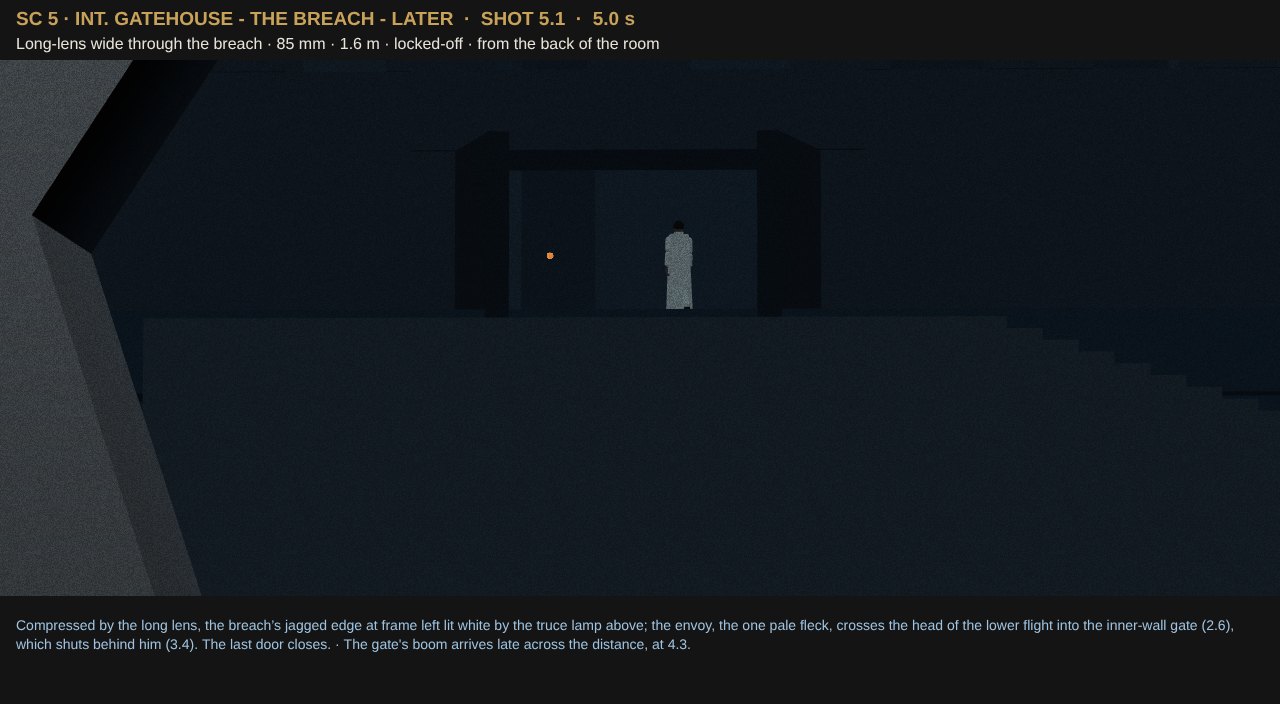 SC 5 · INT. GATEHOUSE - THE BREACH - LATER · SHOT 5.1 · 5.0 s
Long-lens wide through the breach · 85 mm · 1.6 m · locked-off · from the back of the room
Compressed by the long lens, the breach's jagged edge at frame left lit white by the truce lamp above; the envoy, the one pale fleck, crosses the head of the lower flight into the inner-wall gate (2.6),
which shuts behind him (3.4). The last door closes. · The gate's boom arrives late across the distance, at 4.3.